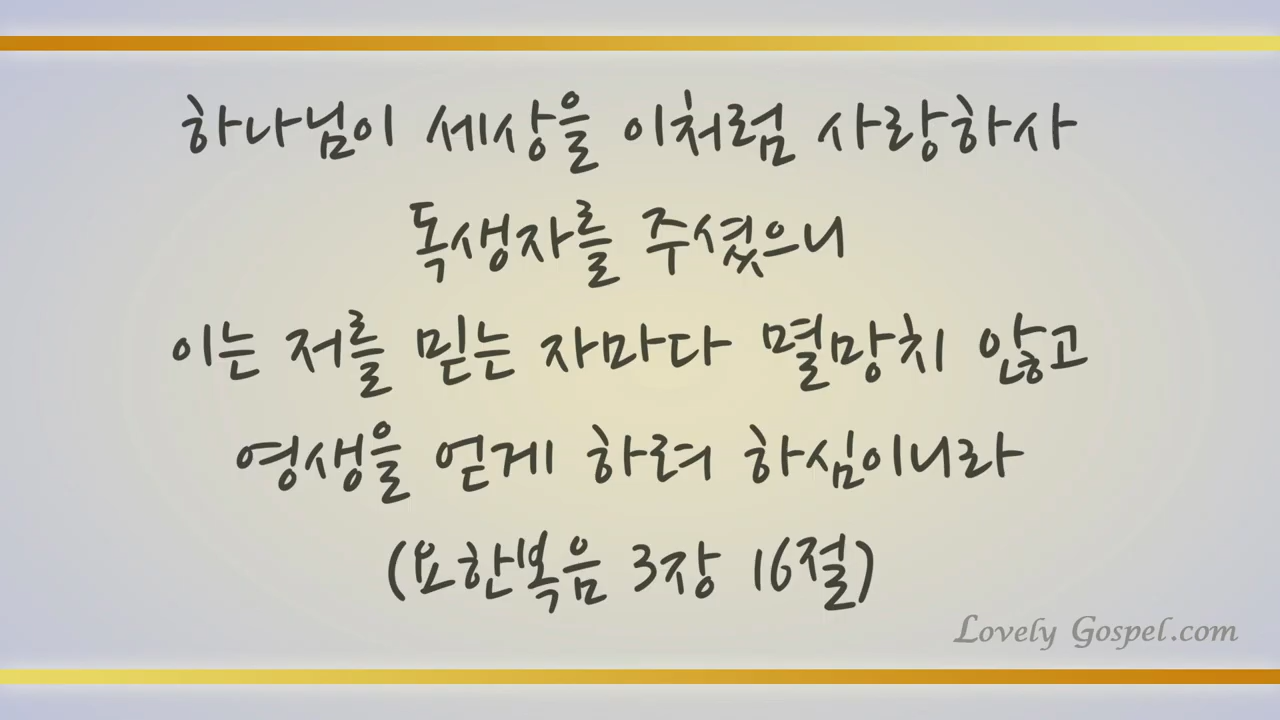 하나님이 세상을 이처럼 사랑하사
독생자를 주셨으니
이는 저를 믿는 자마다 멸망치 않고
영생을 얻게 하려 하심이니라
(요한복음 3장 16절)
Lovely Gospel.com